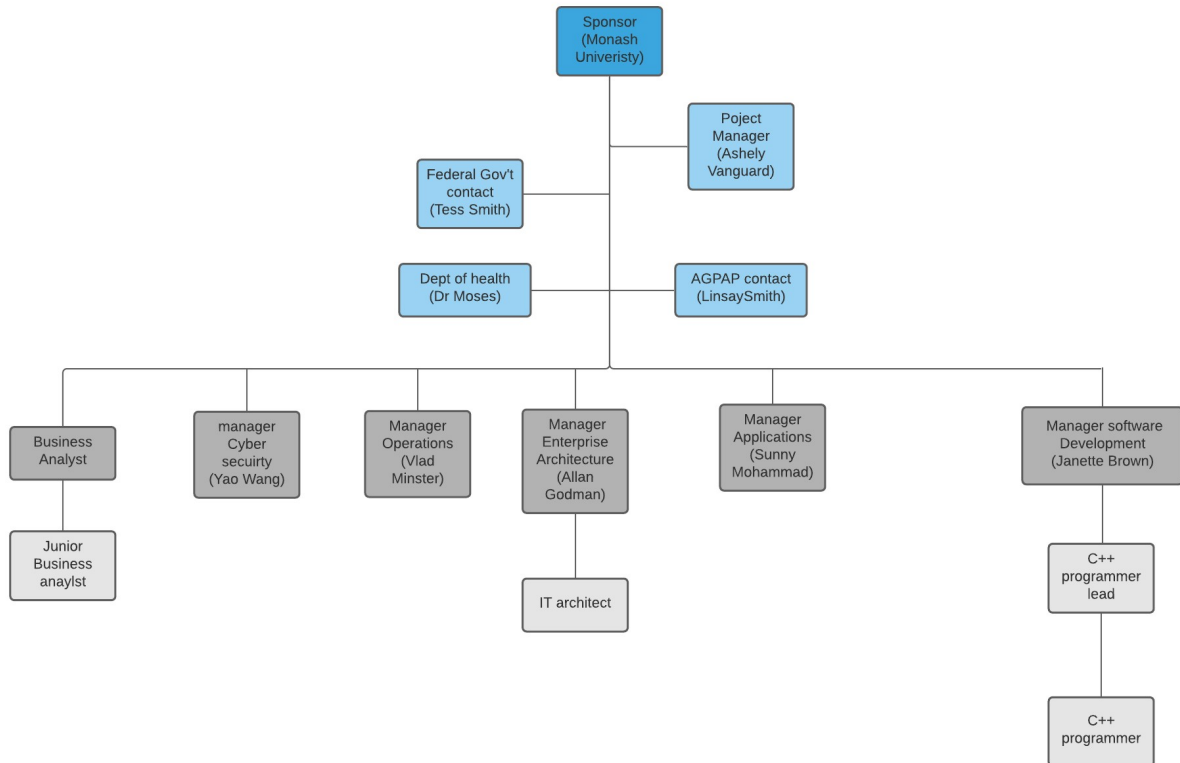 Sponsor
(Monash
Univeristy)
Poject
Manager
(Ashely
Vanguard)
Federal Gov't
contact
(Tess Smith)
Dept of health
(Dr Moses)
AGPAP contact
(LinsaySmith)
Business
Analyst
manager
Cyber
secuirty
(Yao Wang)
Manager
Operations
(Vlad
Minster)
Manager
Enterprise
Architecture
(Allan
Godman)
Manager
Applications
(Sunny
Mohammad)
Manager software
Development
(Janette Brown)
Junior
Business
anaylst
IT architect
C++
programmer
lead
C++
programmer